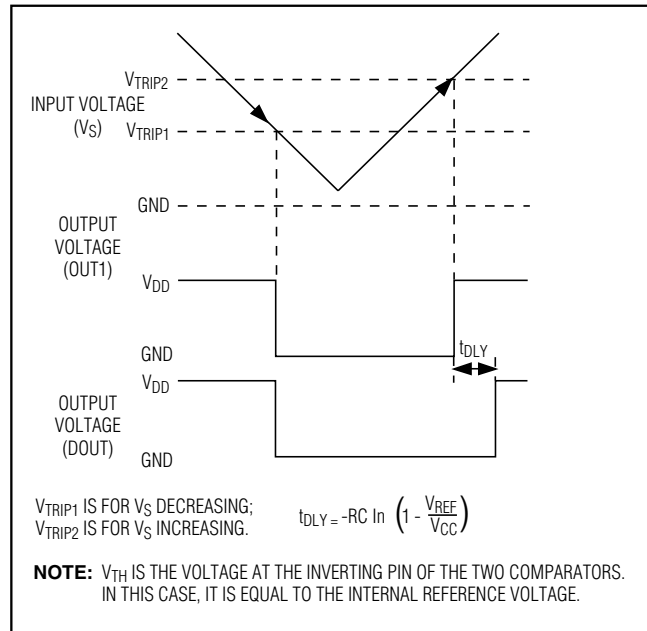 VTRIP2
INPUT VOLTAGE
(VS)
VTRIP1
GND
OUTPUT
VOLTAGE
(OUT1)
VDD
GND
tDLY
VDD
OUTPUT
VOLTAGE
(DOUT)
GND
VTRIP1 IS FOR VS DECREASING;
VTRIP2 IS FOR VS INCREASING.
tDLY = -RC ln (1 - VREF/VCC)
NOTE: VTH IS THE VOLTAGE AT THE INVERTING PIN OF THE TWO COMPARATORS.
IN THIS CASE, IT IS EQUAL TO THE INTERNAL REFERENCE VOLTAGE.